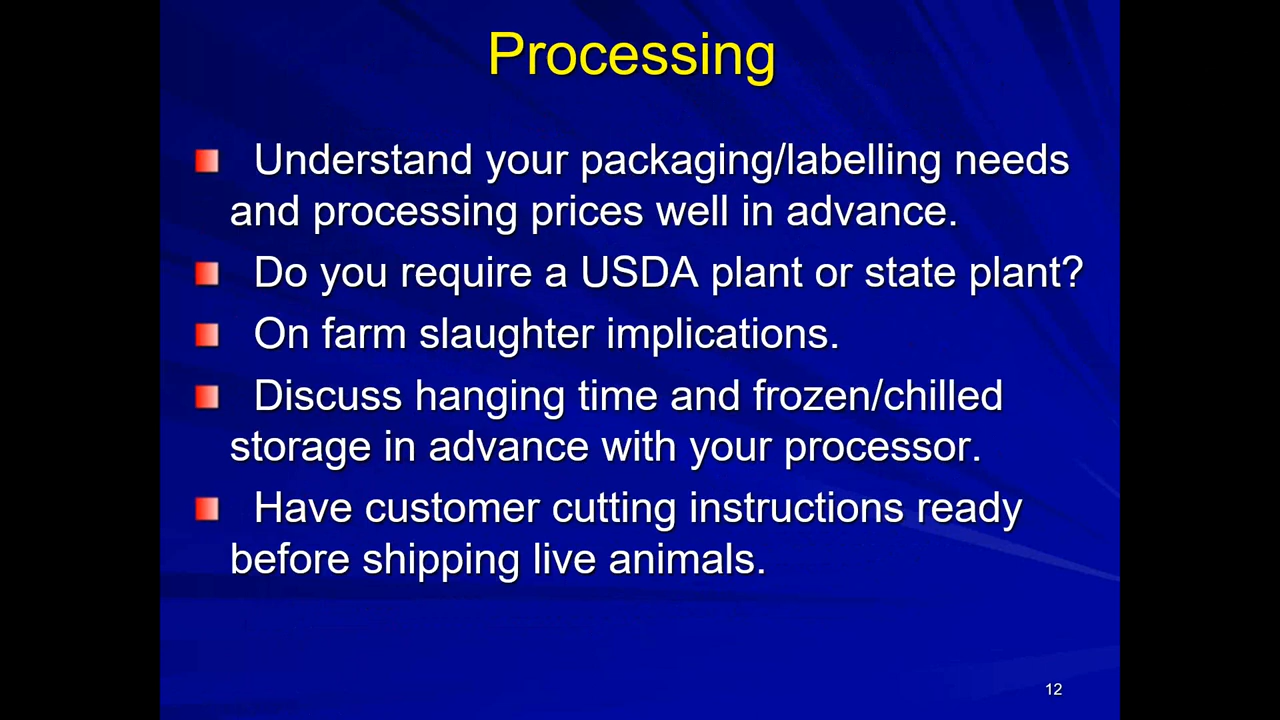 Processing
Understand your packaging/labelling needs
and processing prices well in advance.
Do you require a USDA plant or state plant?
On farm slaughter implications.
Discuss hanging time and frozen/chilled
storage in advance with your processor.
Have customer cutting instructions ready
before shipping live animals.
12